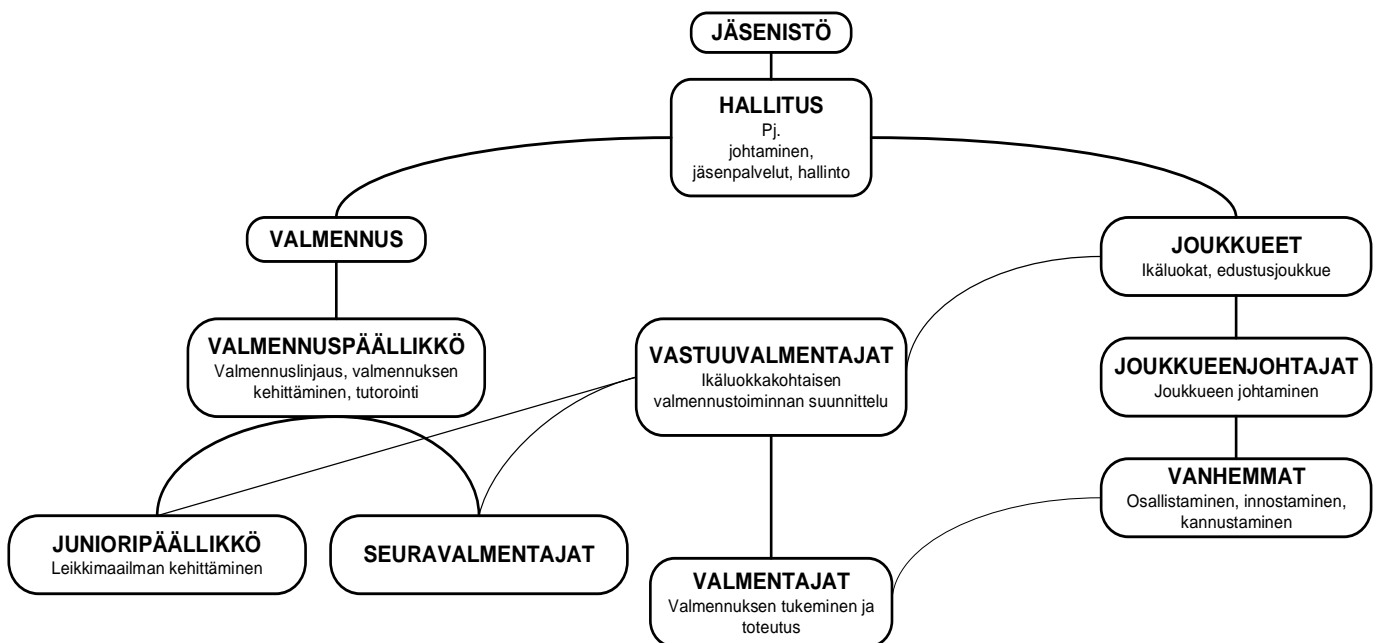 JÄSENISTÖ
HALLITUS
Pj.
johtaminen,
jäsenpalvelut, hallinto
VALMENNUS
JOUKKUEET
Ikäluokat, edustusjoukkue
VALMENNUSPÄÄLLIKKÖ
Valmennuslinjaus, valmennuksen
kehittäminen, tutorointi
VASTUUVALMENTAJAT
Ikäluokkakohtaisen
valmennustoiminnan suunnittelu
JOUKKUEENJOHTAJAT
Joukkueen johtaminen
VANHEMMAT
Osallistaminen, innostaminen,
kannustaminen
JUNIORIPÄÄLLIKKÖ
Leikkimaailman kehittäminen
SEURAVALMENTAJAT
VALMENTAJAT
Valmennuksen tukeminen ja
toteutus